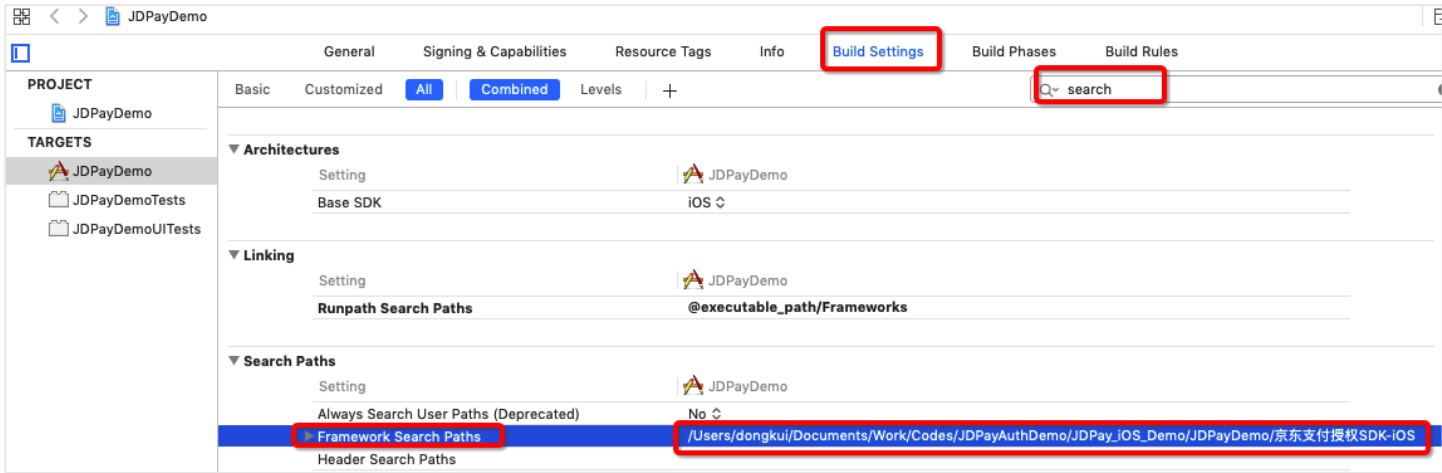 JDPayDemo
General Signing & Capabilities Resource Tags Info Build Settings Build Phases Build Rules
PROJECT
JDPayDemo
TARGETS
JDPayDemo
JDPayDemoTests
JDPayDemoUITests
Basic Customized All Combined Levels + search
Architectures
Setting JDPayDemo
Base SDK iOS
Linking
Setting JDPayDemo
Runpath Search Paths @executable_path/Frameworks
Search Paths
Setting JDPayDemo
Always Search User Paths (Deprecated) No
Framework Search Paths /Users/dongkui/Documents/Work/Codes/JDPayAuthDemo/JDPay_iOS_Demo/JDPayDemo/京东支付授权SDK-iOS
Header Search Paths